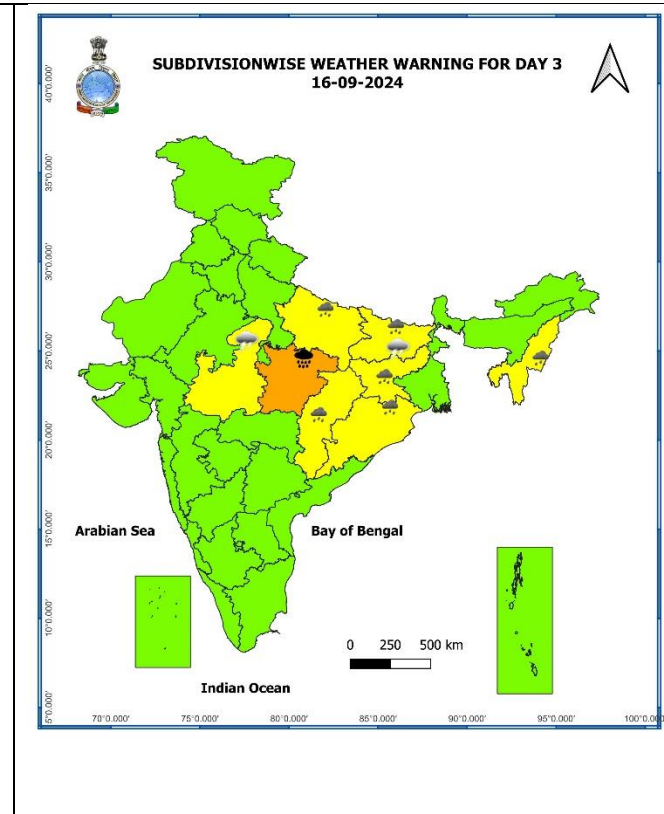 SUBDIVISIONWISE WEATHER WARNING FOR DAY 3
16-09-2024
40°0.000'
35°0.000'
30°0.000'
25°0.000'
20°0.000'
15°0.000'
10°0.000'
5°0.000'
Arabian Sea
Bay of Bengal
0 250 500 km
Indian Ocean
70°0.000' 75°0.000' 80°0.000' 85°0.000' 90°0.000' 95°0.000' 100°0.000'